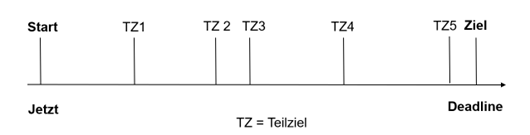 Start TZ1 TZ 2 TZ3 TZ4 TZ5 Ziel
Jetzt Deadline
TZ = Teilziel